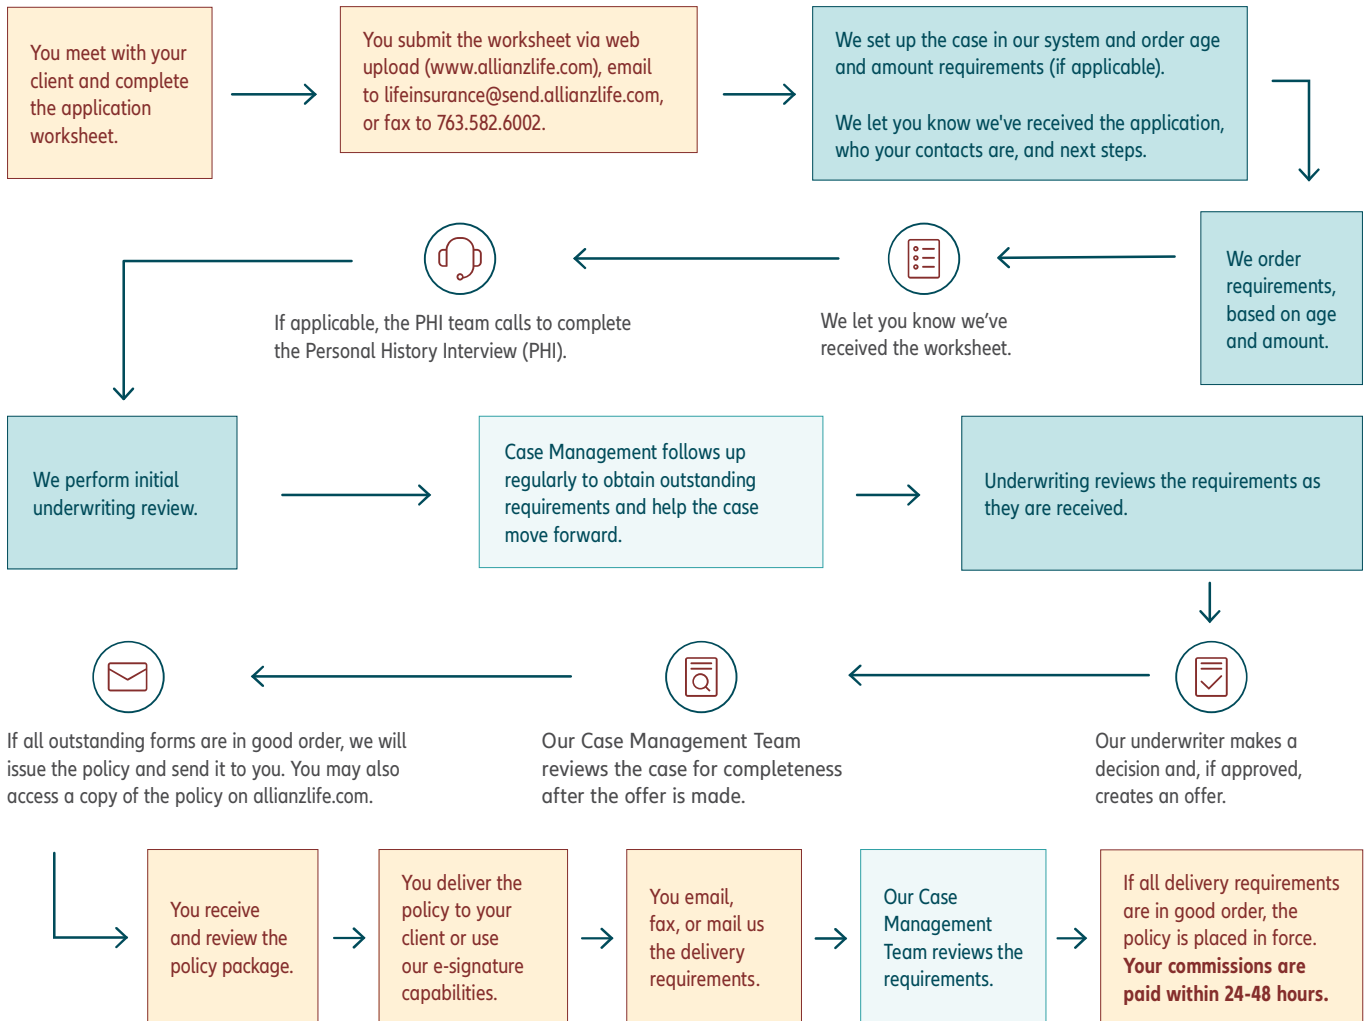 You meet with your
client and complete
the application
worksheet.
You submit the worksheet via web
upload (www.allianzlife.com), email
to lifeinsurance@send.allianzlife.com,
or fax to 763.582.6002.
We set up the case in our system and order age
and amount requirements (if applicable).
We let you know we've received the application,
who your contacts are, and next steps.
We order
requirements,
based on age
and amount.
We let you know we’ve
received the worksheet.
If applicable, the PHI team calls to complete
the Personal History Interview (PHI).
We perform initial
underwriting review.
Case Management follows up
regularly to obtain outstanding
requirements and help the case
move forward.
Underwriting reviews the requirements as
they are received.
Our underwriter makes a
decision and, if approved,
creates an offer.
Our Case Management Team
reviews the case for completeness
after the offer is made.
If all outstanding forms are in good order, we will
issue the policy and send it to you. You may also
access a copy of the policy on allianzlife.com.
You receive
and review the
policy package.
You deliver the
policy to your
client or use
our e-signature
capabilities.
You email,
fax, or mail us
the delivery
requirements.
Our Case
Management
Team reviews the
requirements.
If all delivery requirements
are in good order, the
policy is placed in force.
Your commissions are
paid within 24-48 hours.